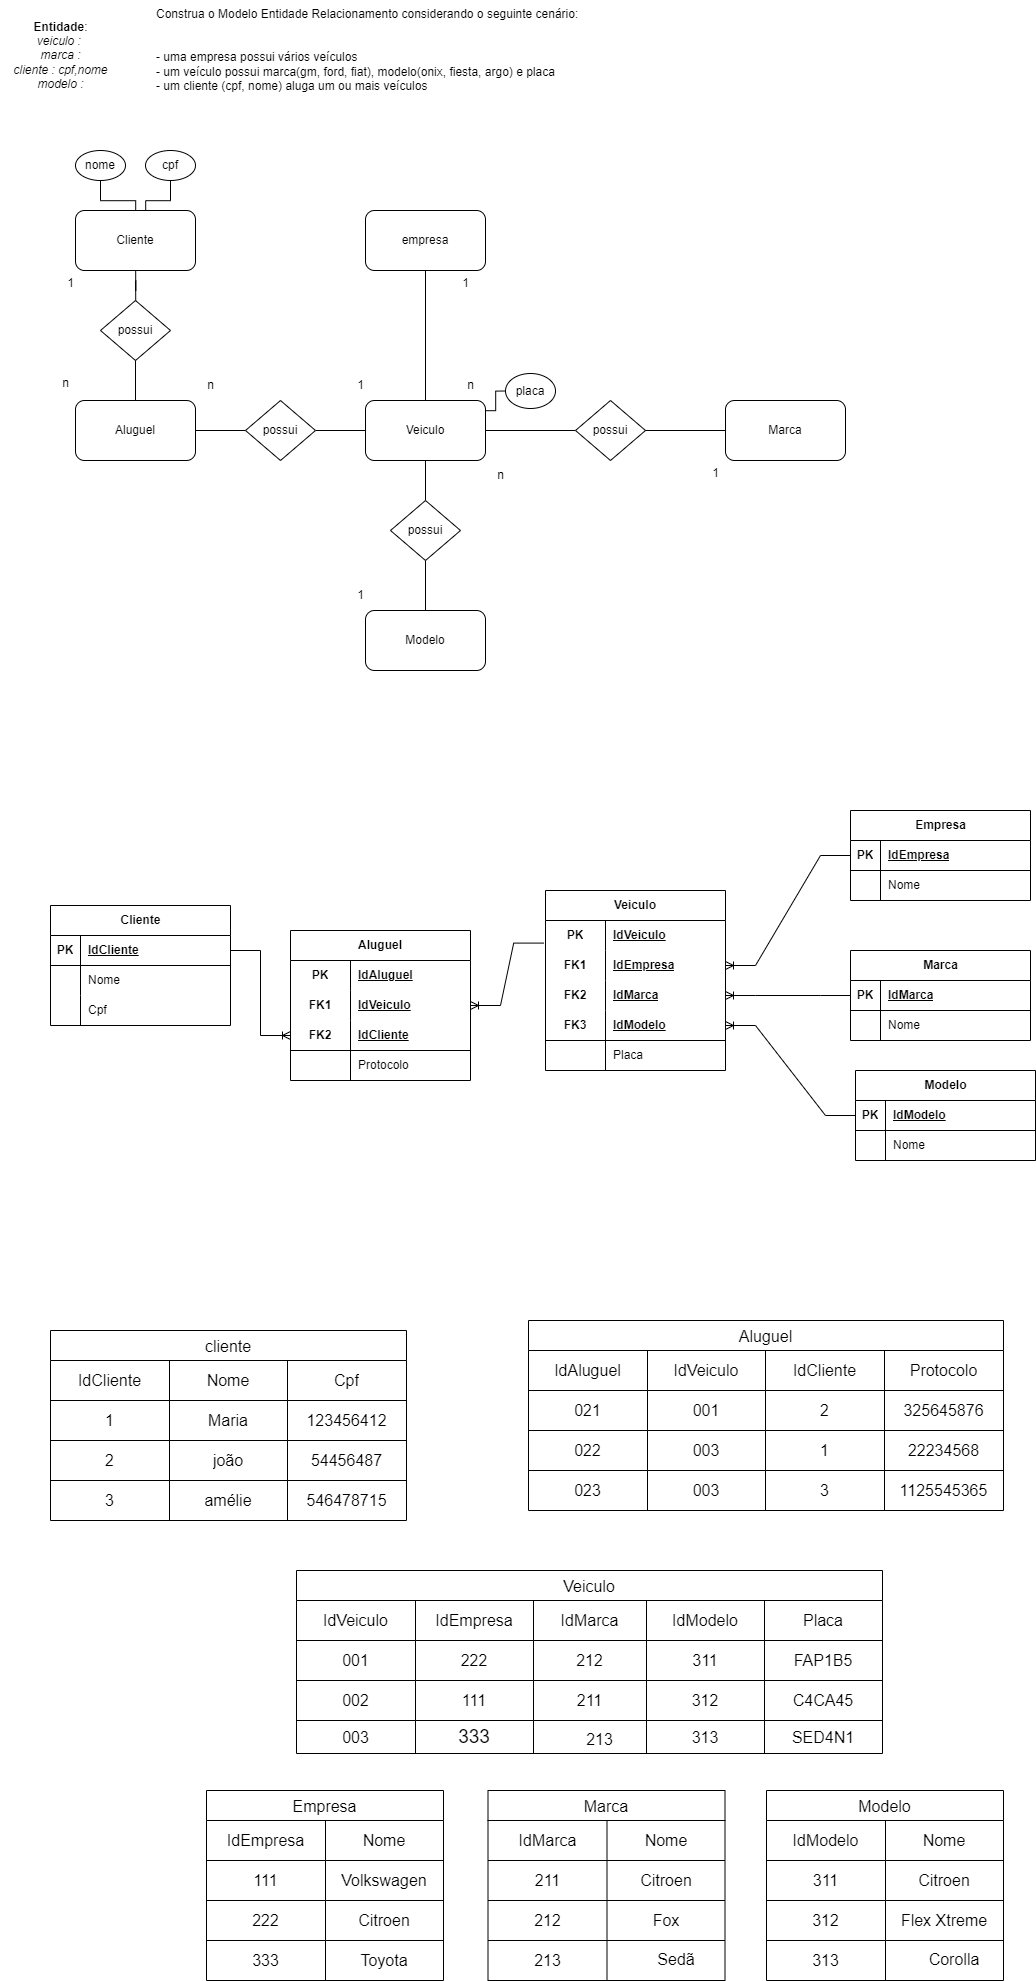 Construa o Modelo Entidade Relacionamento considerando o seguinte cenário:
Entidade:
veiculo :
marca :
cliente : cpf,nome
modelo :
- uma empresa possui vários veículos
- um veículo possui marca(gm, ford, fiat), modelo(onix, fiesta, argo) e placa
- um cliente (cpf, nome) aluga um ou mais veículos
nome
cpf
Cliente
empresa
1
1
possui
n
n
1
n
placa
Aluguel
possui
Veiculo
possui
Marca
n
1
possui
1
Modelo
Empresa
PK IdEmpresa
Nome
Cliente
PK IdCliente
Nome
Cpf
Aluguel
PK IdAluguel
FK1 IdVeiculo
FK2 IdCliente
Protocolo
Veiculo
PK IdVeiculo
FK1 IdEmpresa
FK2 IdMarca
FK3 IdModelo
Placa
Marca
PK IdMarca
Nome
Modelo
PK IdModelo
Nome
cliente
IdCliente Nome Cpf
1 Maria 123456412
2 joão 54456487
3 amélie 546478715
Aluguel
IdAluguel IdVeiculo IdCliente Protocolo
021 001 2 325645876
022 003 1 22234568
023 003 3 1125545365
Veiculo
IdVeiculo IdEmpresa IdMarca IdModelo Placa
001 222 212 311 FAP1B5
002 111 211 312 C4CA45
003 333 213 313 SED4N1
Empresa
IdEmpresa Nome
111 Volkswagen
222 Citroen
333 Toyota
Marca
IdMarca Nome
211 Citroen
212 Fox
213 Sedã
Modelo
IdModelo Nome
311 Citroen
312 Flex Xtreme
313 Corolla